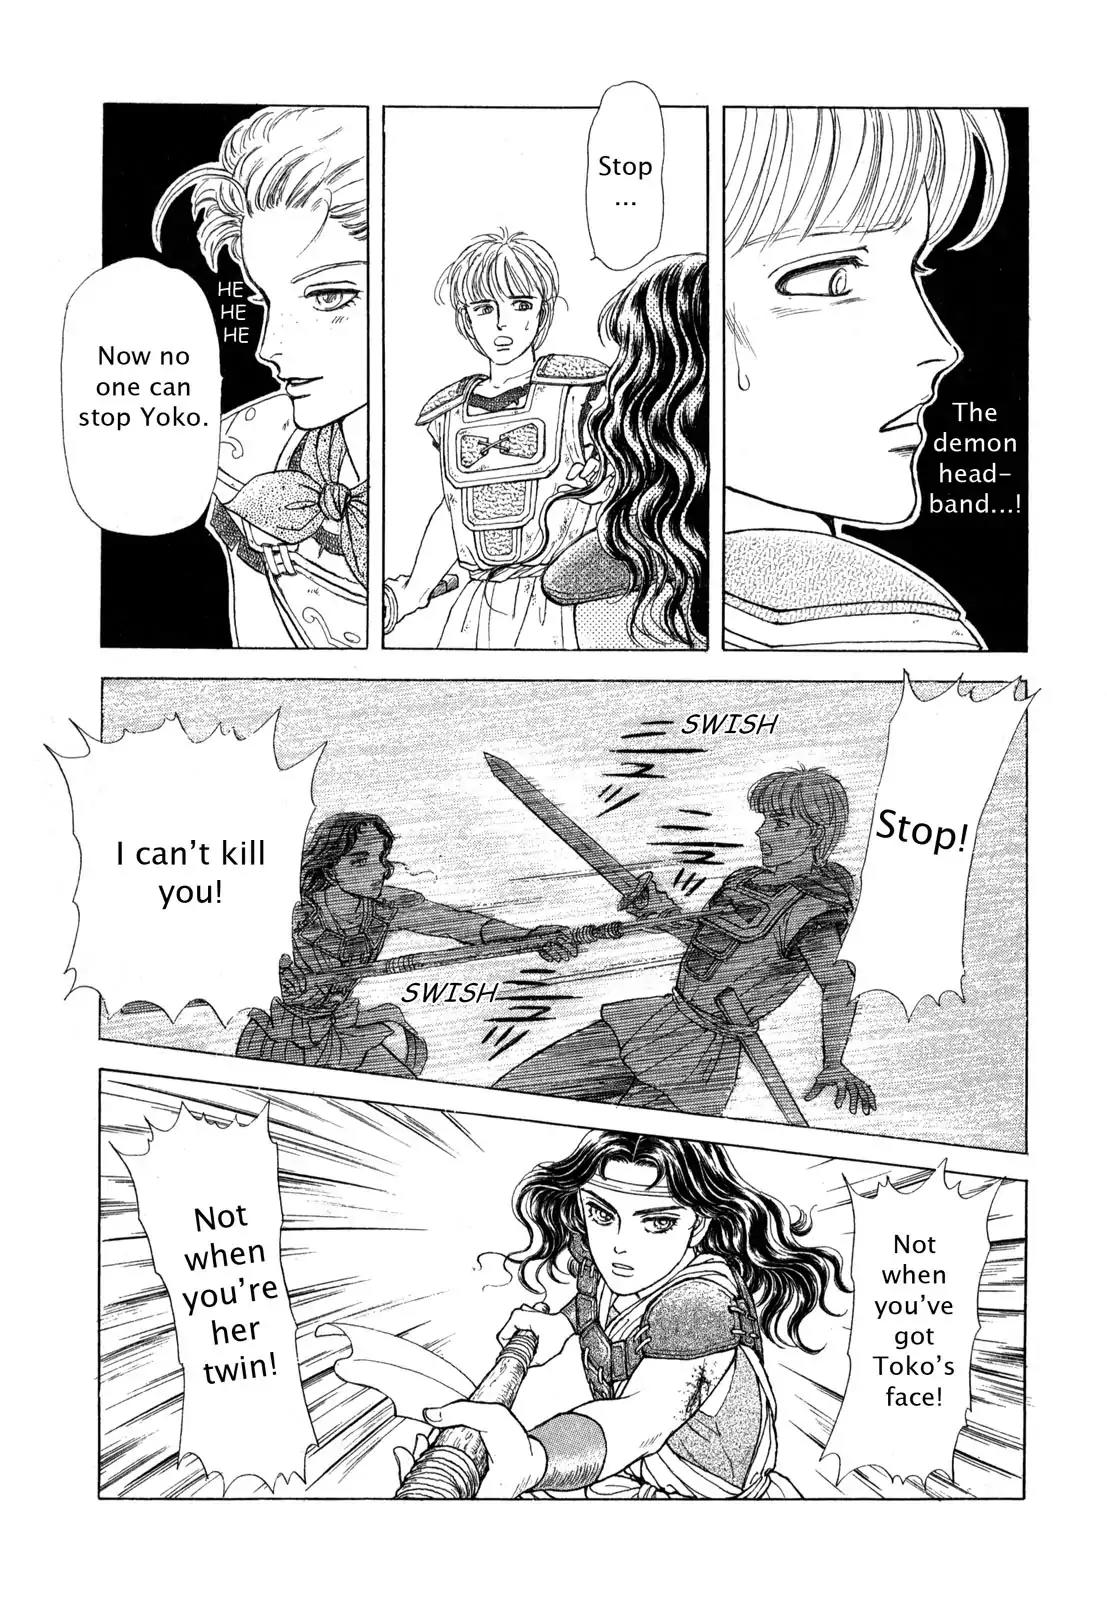 The
demon
head-
band...!
Stop
...
HE
HE
HE
Now no
one can
stop Yoko.
Stop!
SWISH
SWISH
I can't kill
you!
Not
when
you've
got
Toko's
face!
Not
when
you're
her
twin!